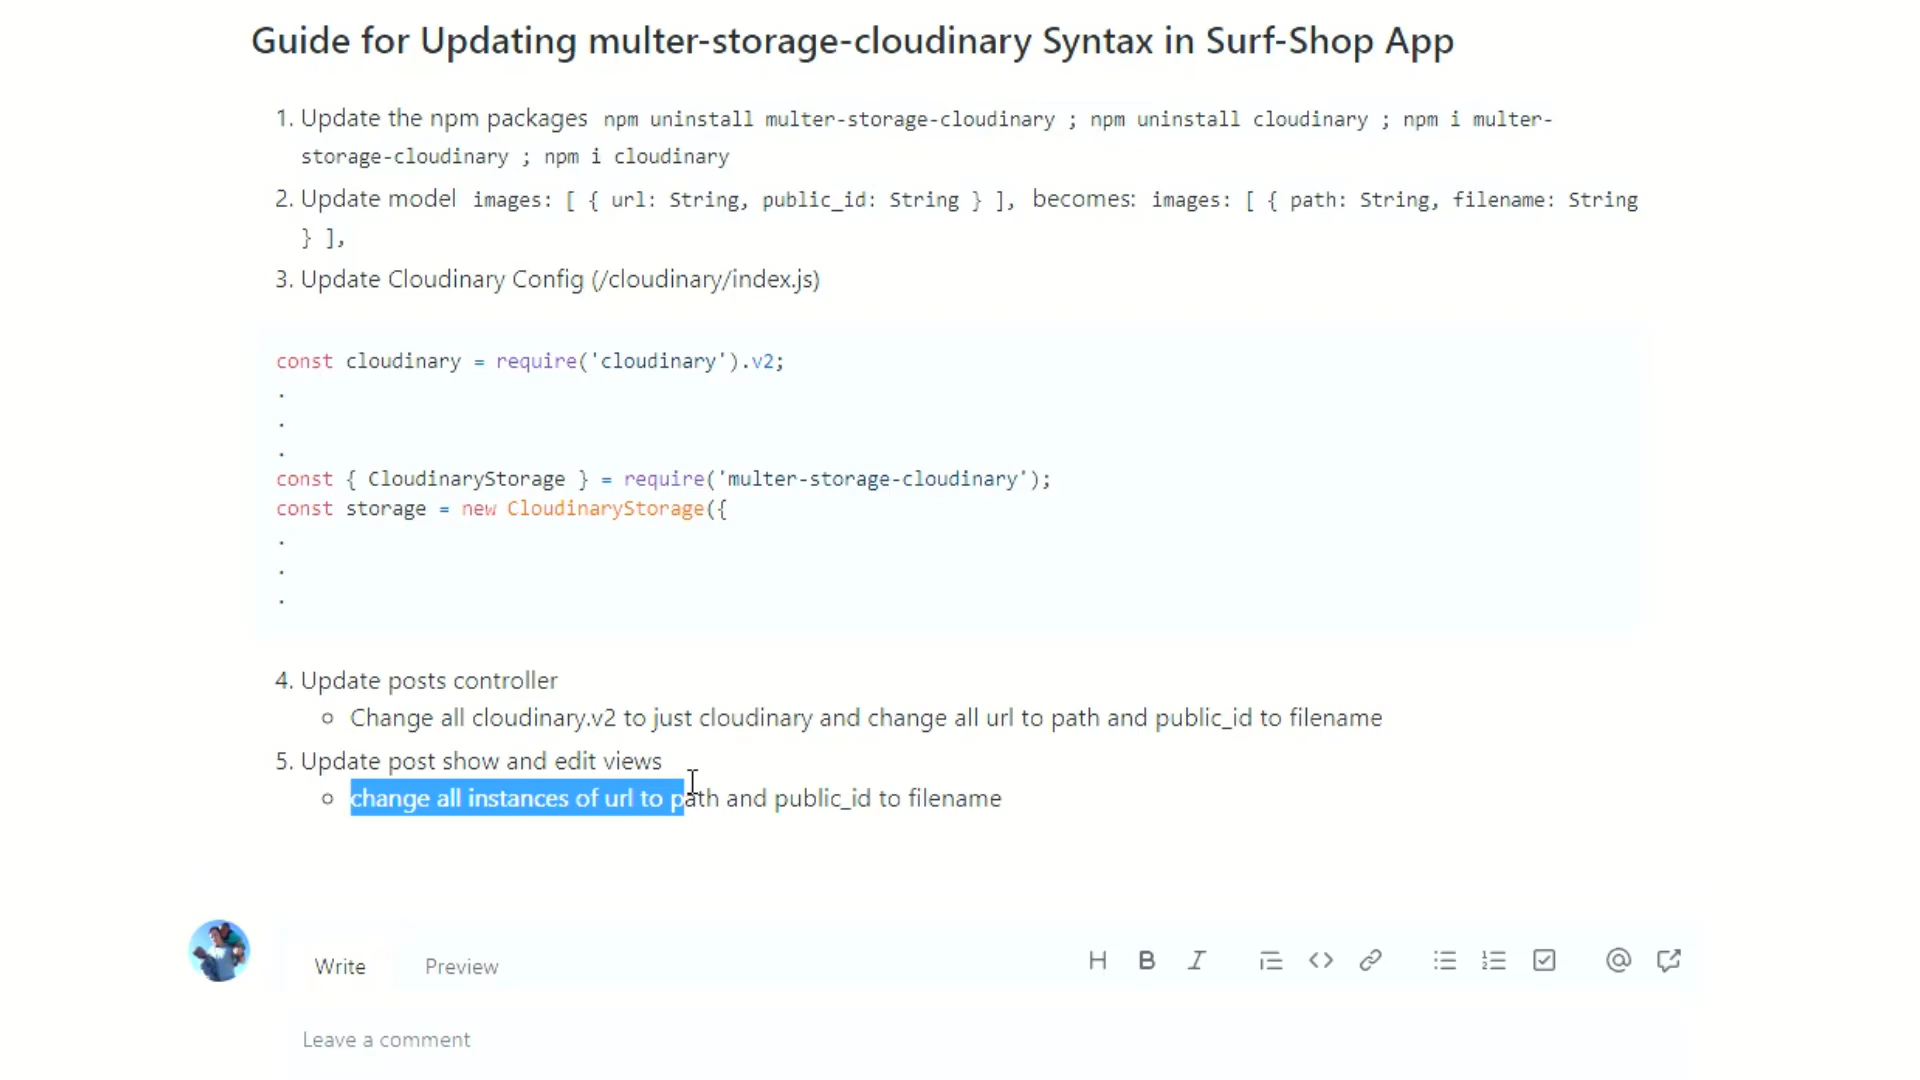 Guide for Updating multer-storage-cloudinary Syntax in Surf-Shop App
1. Update the npm packages npm uninstall multer-storage-cloudinary ; npm uninstall cloudinary ; npm i multer-
storage-cloudinary ; npm i cloudinary
2. Update model images: [ { url: String, public_id: String } ], becomes: images: [ { path: String, filename: String
} ],
3. Update Cloudinary Config (/cloudinary/index.js)
const cloudinary = require('cloudinary').v2;
.
.
.
const { CloudinaryStorage } = require('multer-storage-cloudinary');
const storage = new CloudinaryStorage({
.
.
.
4. Update posts controller
Change all cloudinary.v2 to just cloudinary and change all url to path and public_id to filename
5. Update post show and edit views
change all instances of url to path and public_id to filename
Write Preview H B I @
Leave a comment